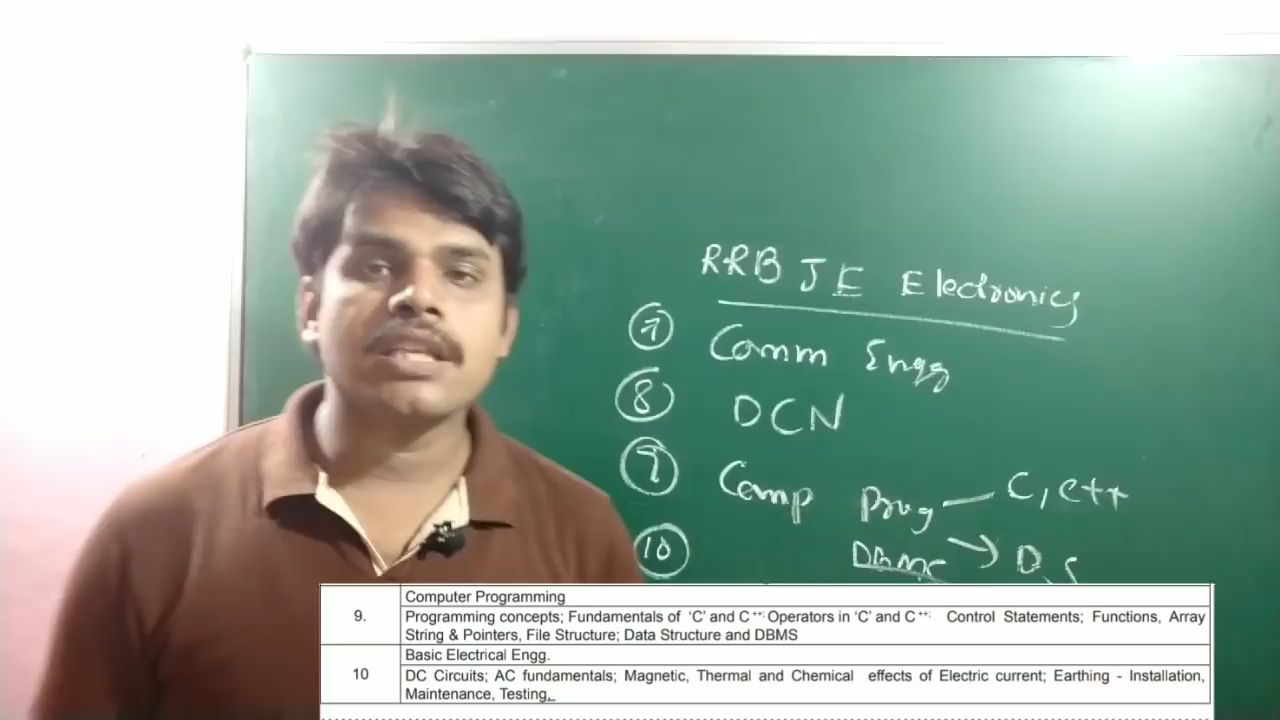 RRB JE Electronics
7 Comm Engg
8 DCN
9 Comp Prog — C, C++
DBMS → D.S
10
9.
Computer Programming
Programming concepts; Fundamentals of 'C' and C ++; Operators in 'C' and C ++; Control Statements; Functions, Array
String & Pointers, File Structure; Data Structure and DBMS
10
Basic Electrical Engg.
DC Circuits; AC fundamentals; Magnetic, Thermal and Chemical effects of Electric current; Earthing - Installation,
Maintenance, Testing,